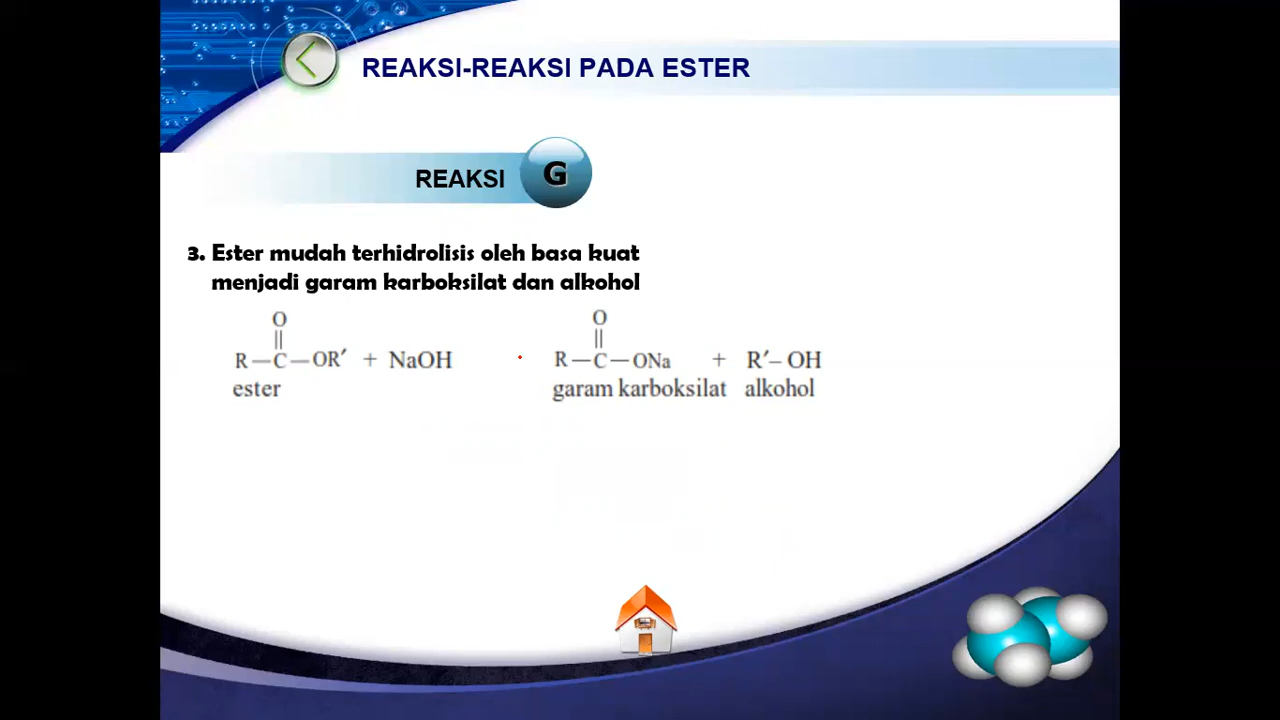 REAKSI-REAKSI PADA ESTER
REAKSI G
3. Ester mudah terhidrolisis oleh basa kuat
menjadi garam karboksilat dan alkohol
O O
|| ||
R—C—OR′ + NaOH R—C—ONa + R′–OH
ester garam karboksilat alkohol